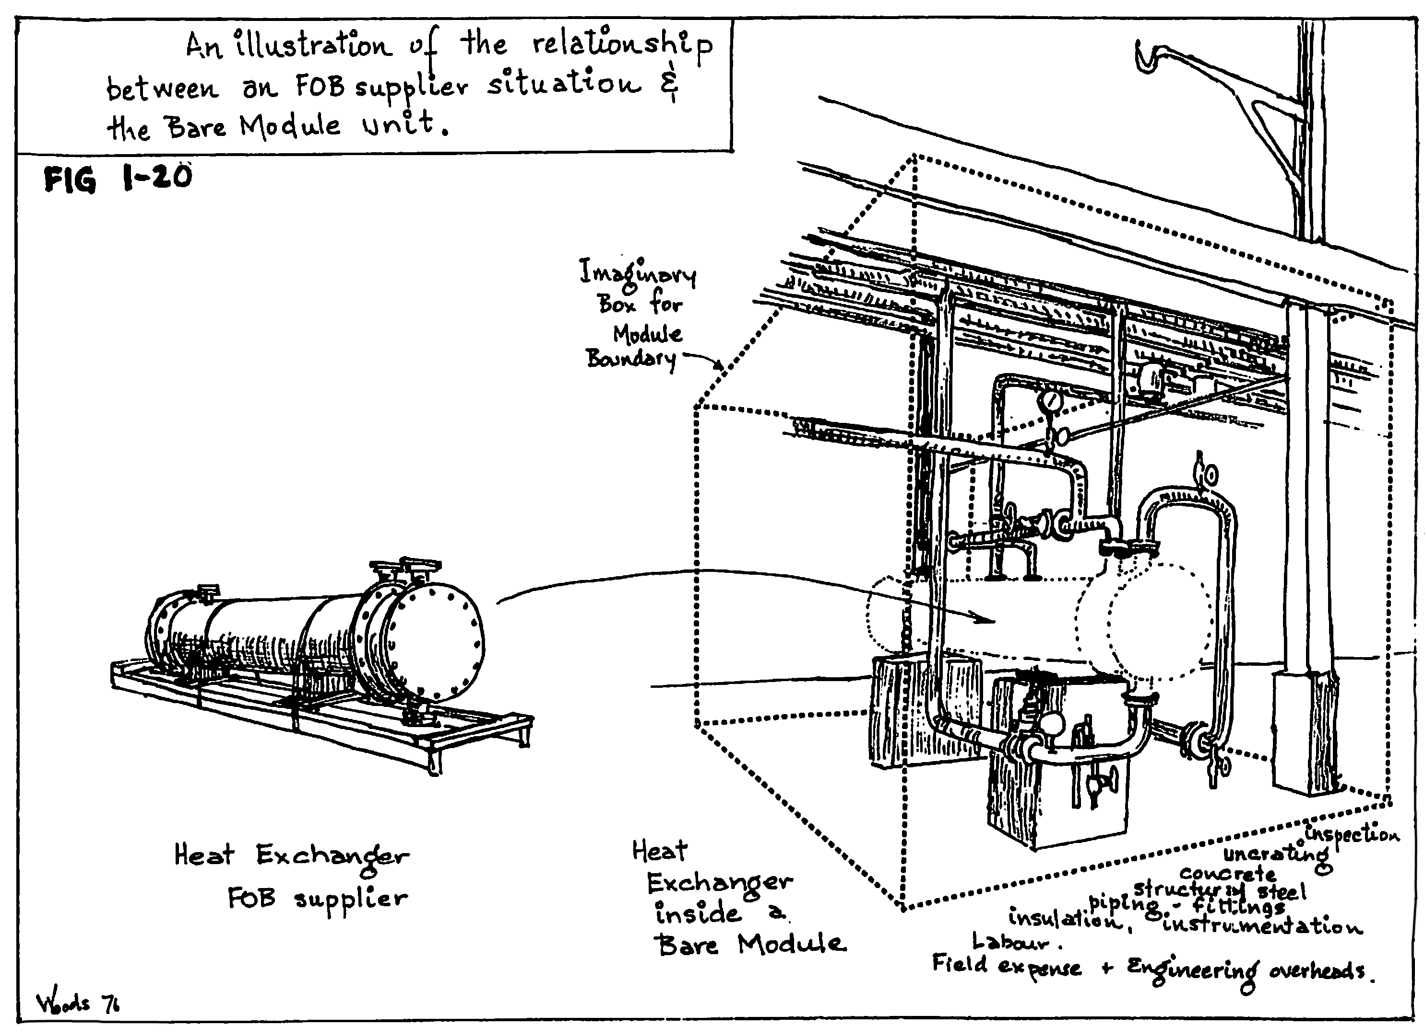 An illustration of the relationship
between an FOB supplier situation &
the Bare Module unit.
FIG 1-20
Imaginary
Box for
Module
Boundary
Heat Exchanger
FOB supplier
Heat
Exchanger
inside a
Bare Module
inspection
uncrating
concrete
structural steel
piping - fittings
insulation, instrumentation
Labour.
Field expense + Engineering overheads.
Woods 76